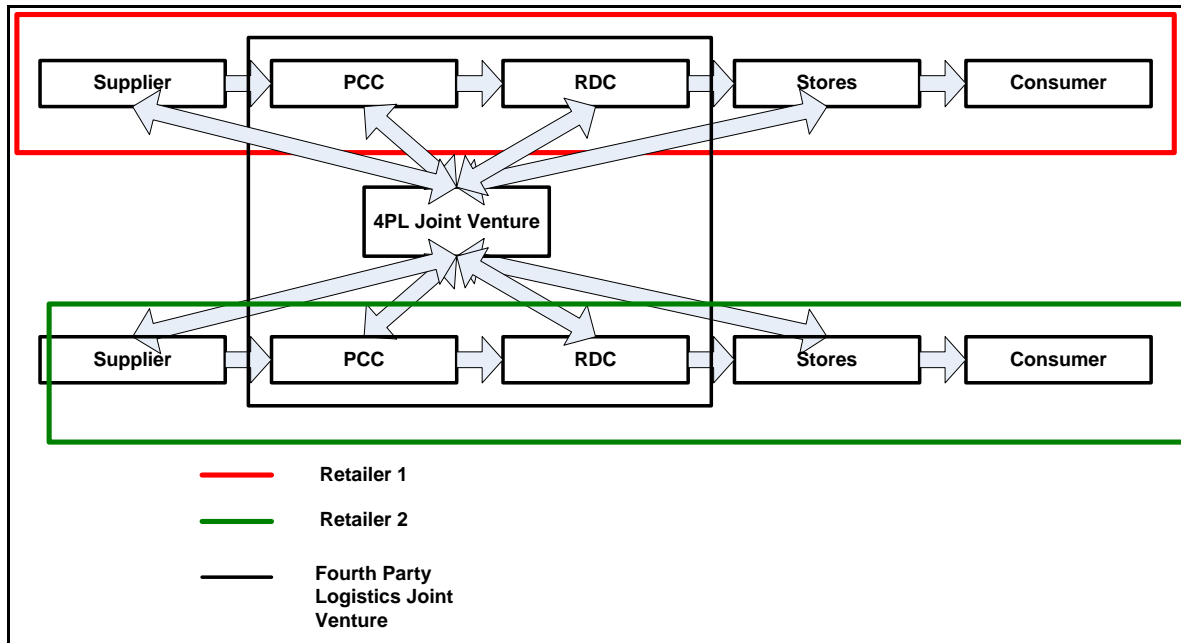 Supplier
PCC
RDC
Stores
Consumer
4PL Joint Venture
Supplier
PCC
RDC
Stores
Consumer
Retailer 1
Retailer 2
Fourth Party
Logistics Joint
Venture